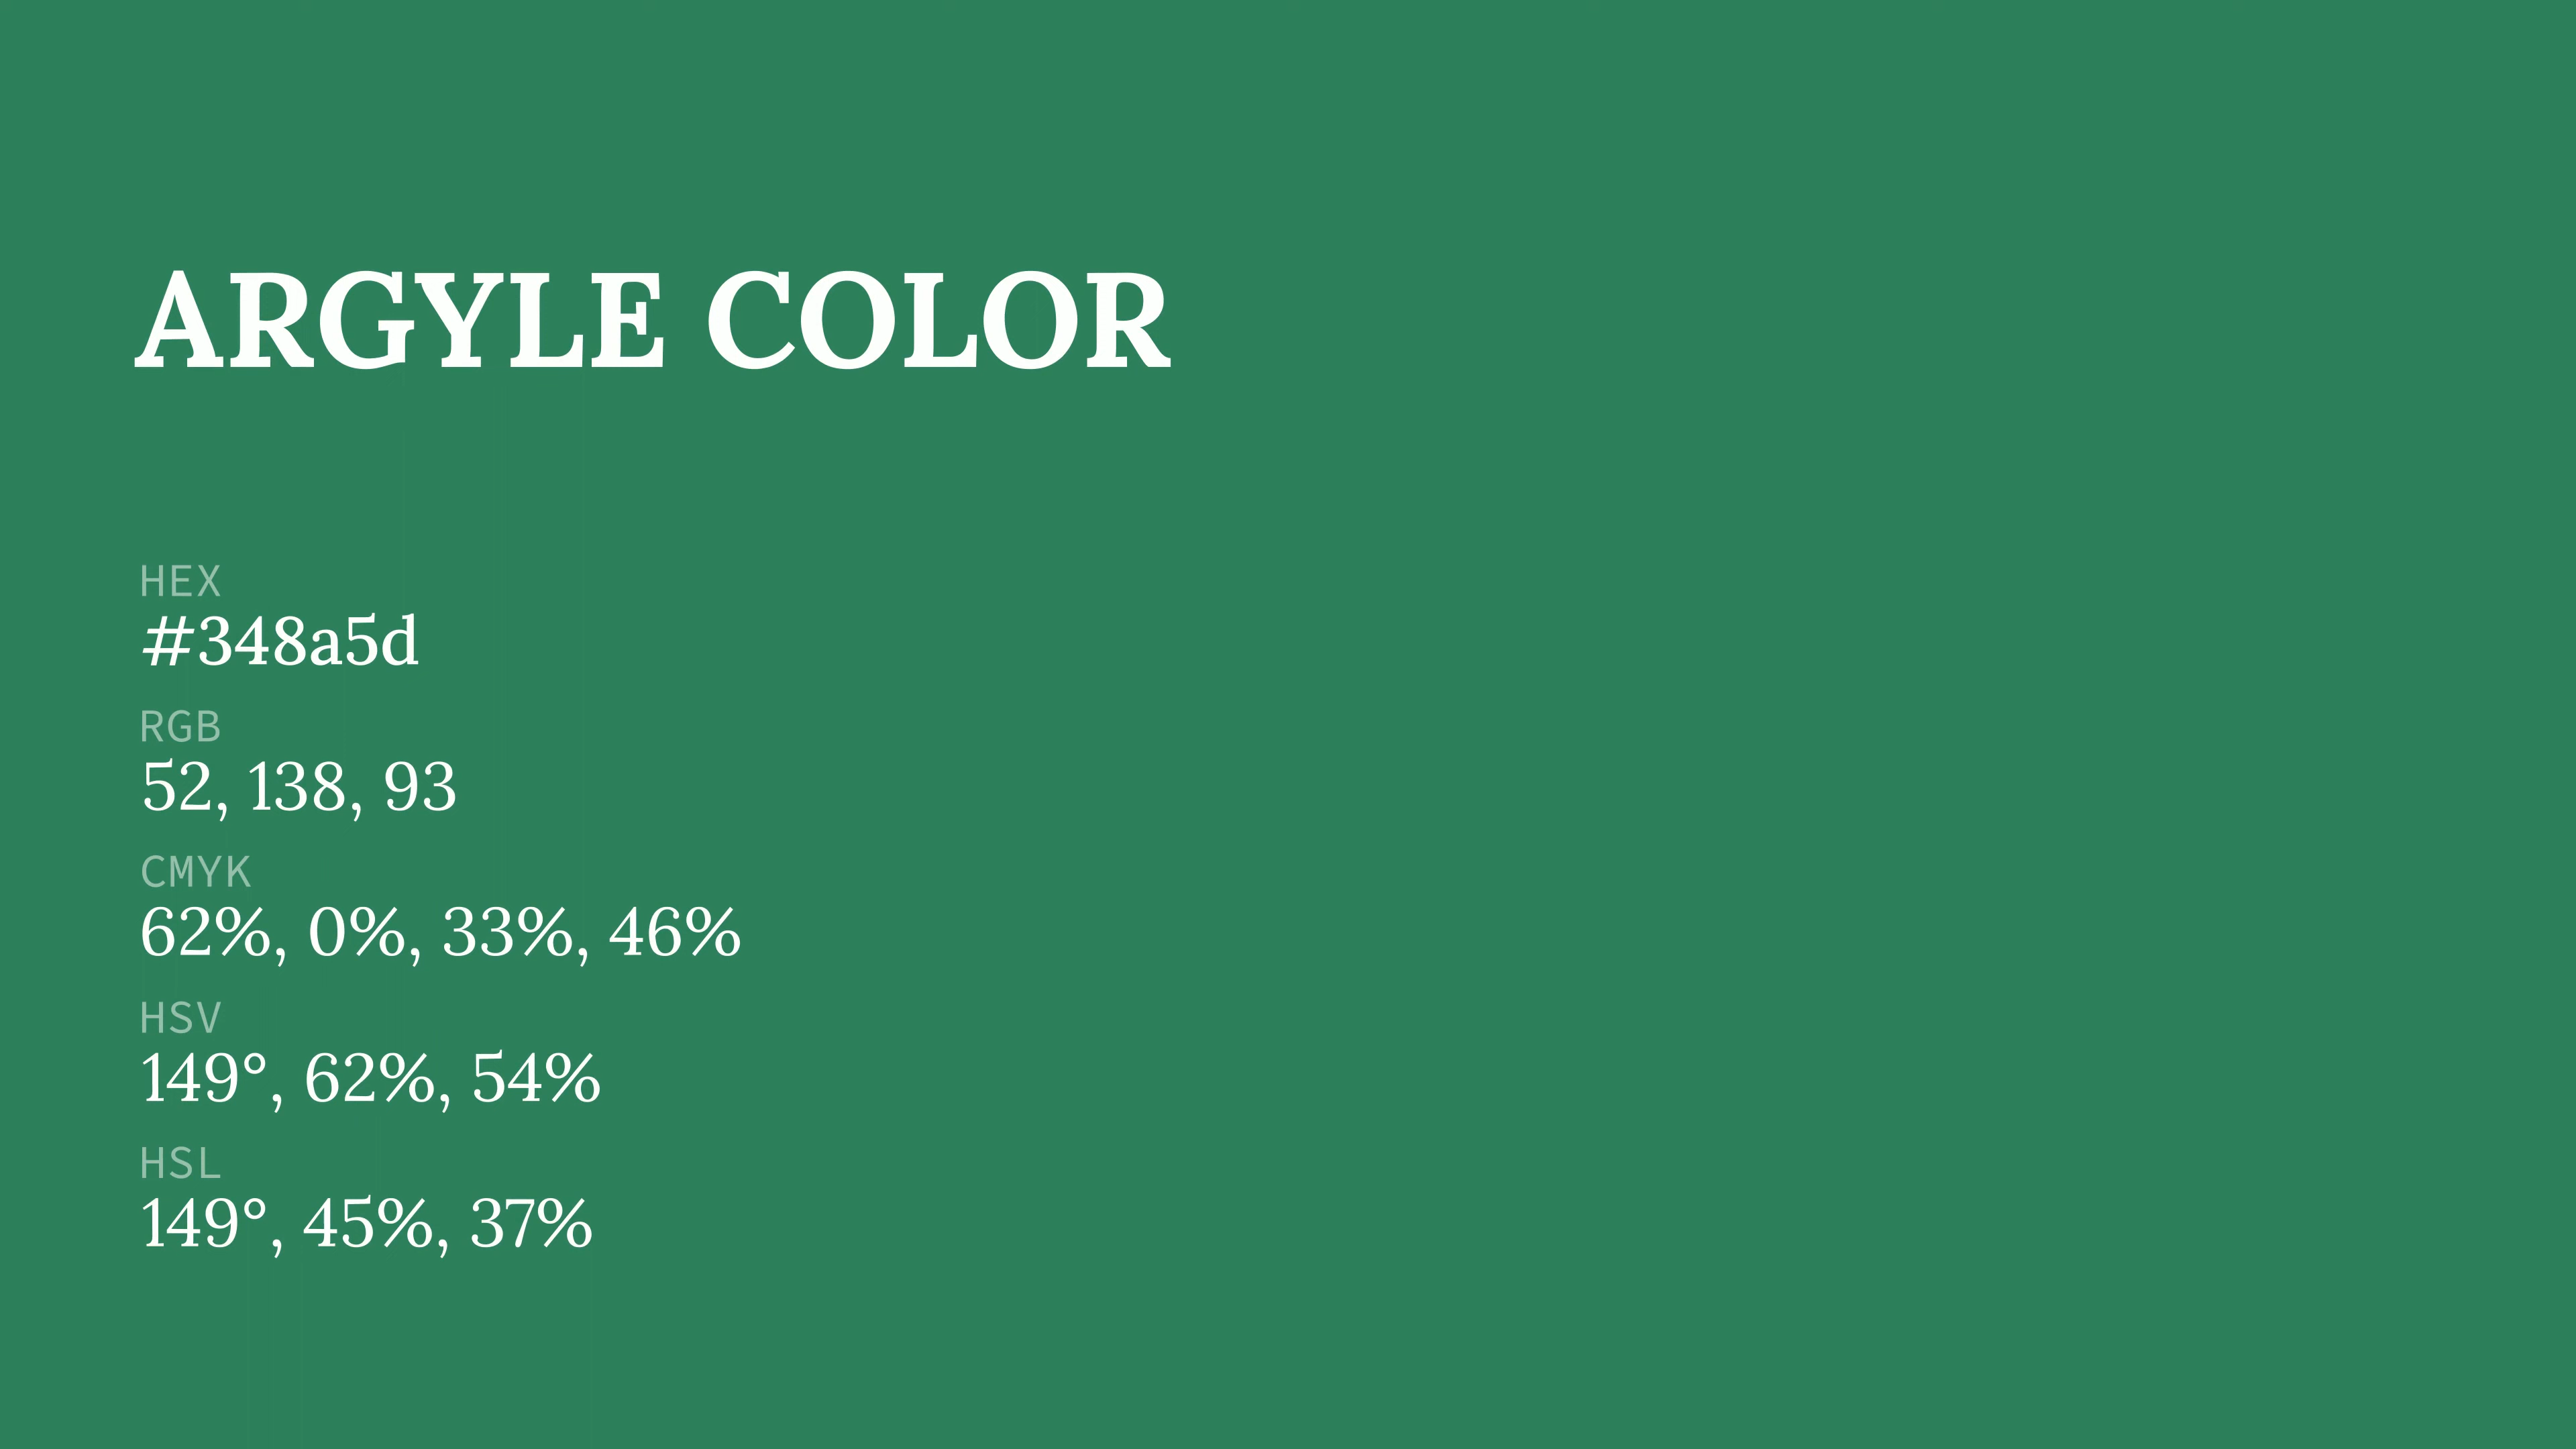 ARGYLE COLOR
HEX
#348a5d
RGB
52, 138, 93
CMYK
62%, 0%, 33%, 46%
HSV
149°, 62%, 54%
HSL
149°, 45%, 37%